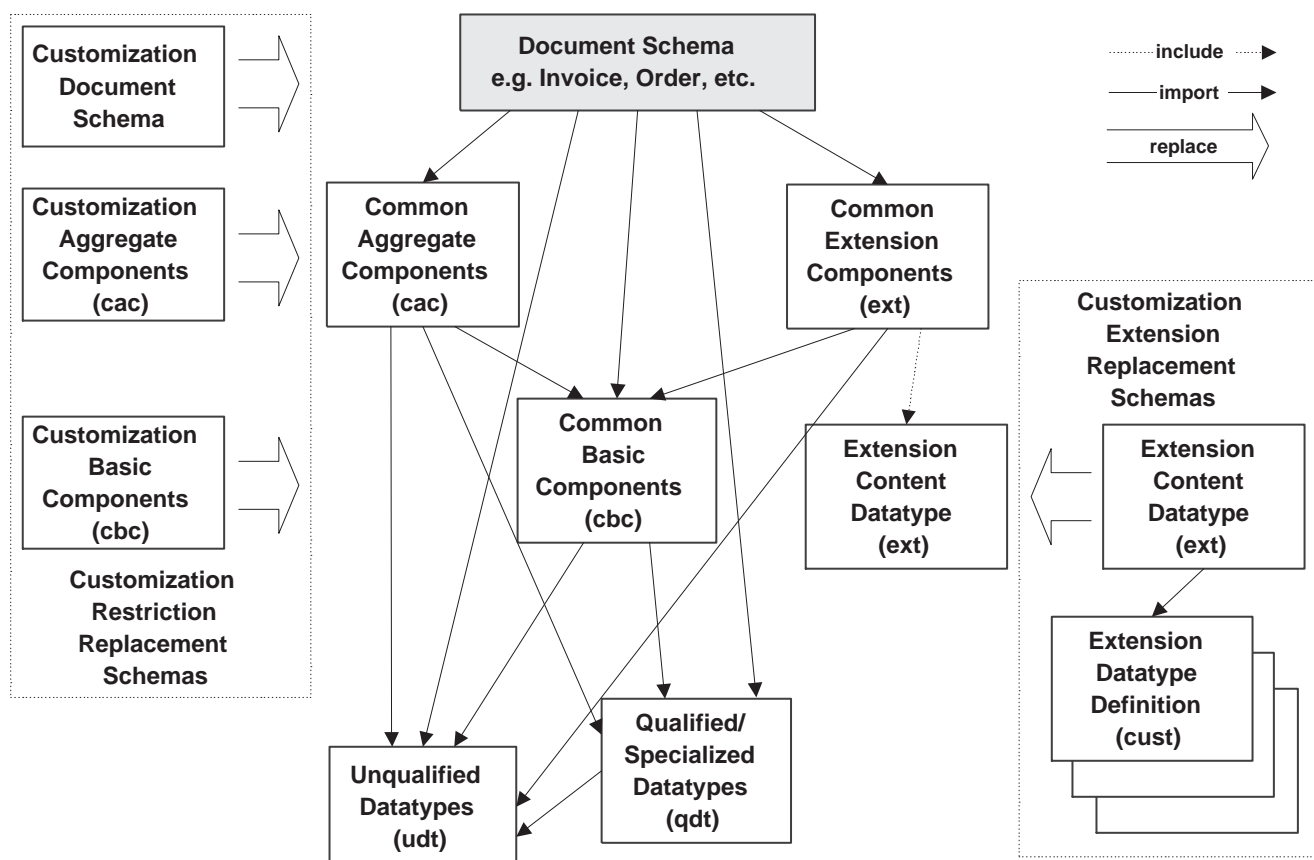 Customization
Document
Schema
Document Schema
e.g. Invoice, Order, etc.
include
import
replace
Customization
Aggregate
Components
(cac)
Common
Aggregate
Components
(cac)
Common
Extension
Components
(ext)
Customization
Extension
Replacement
Schemas
Customization
Basic
Components
(cbc)
Common
Basic
Components
(cbc)
Extension
Content
Datatype
(ext)
Extension
Content
Datatype
(ext)
Customization
Restriction
Replacement
Schemas
Extension
Datatype
Definition
(cust)
Qualified/
Specialized
Datatypes
(qdt)
Unqualified
Datatypes
(udt)